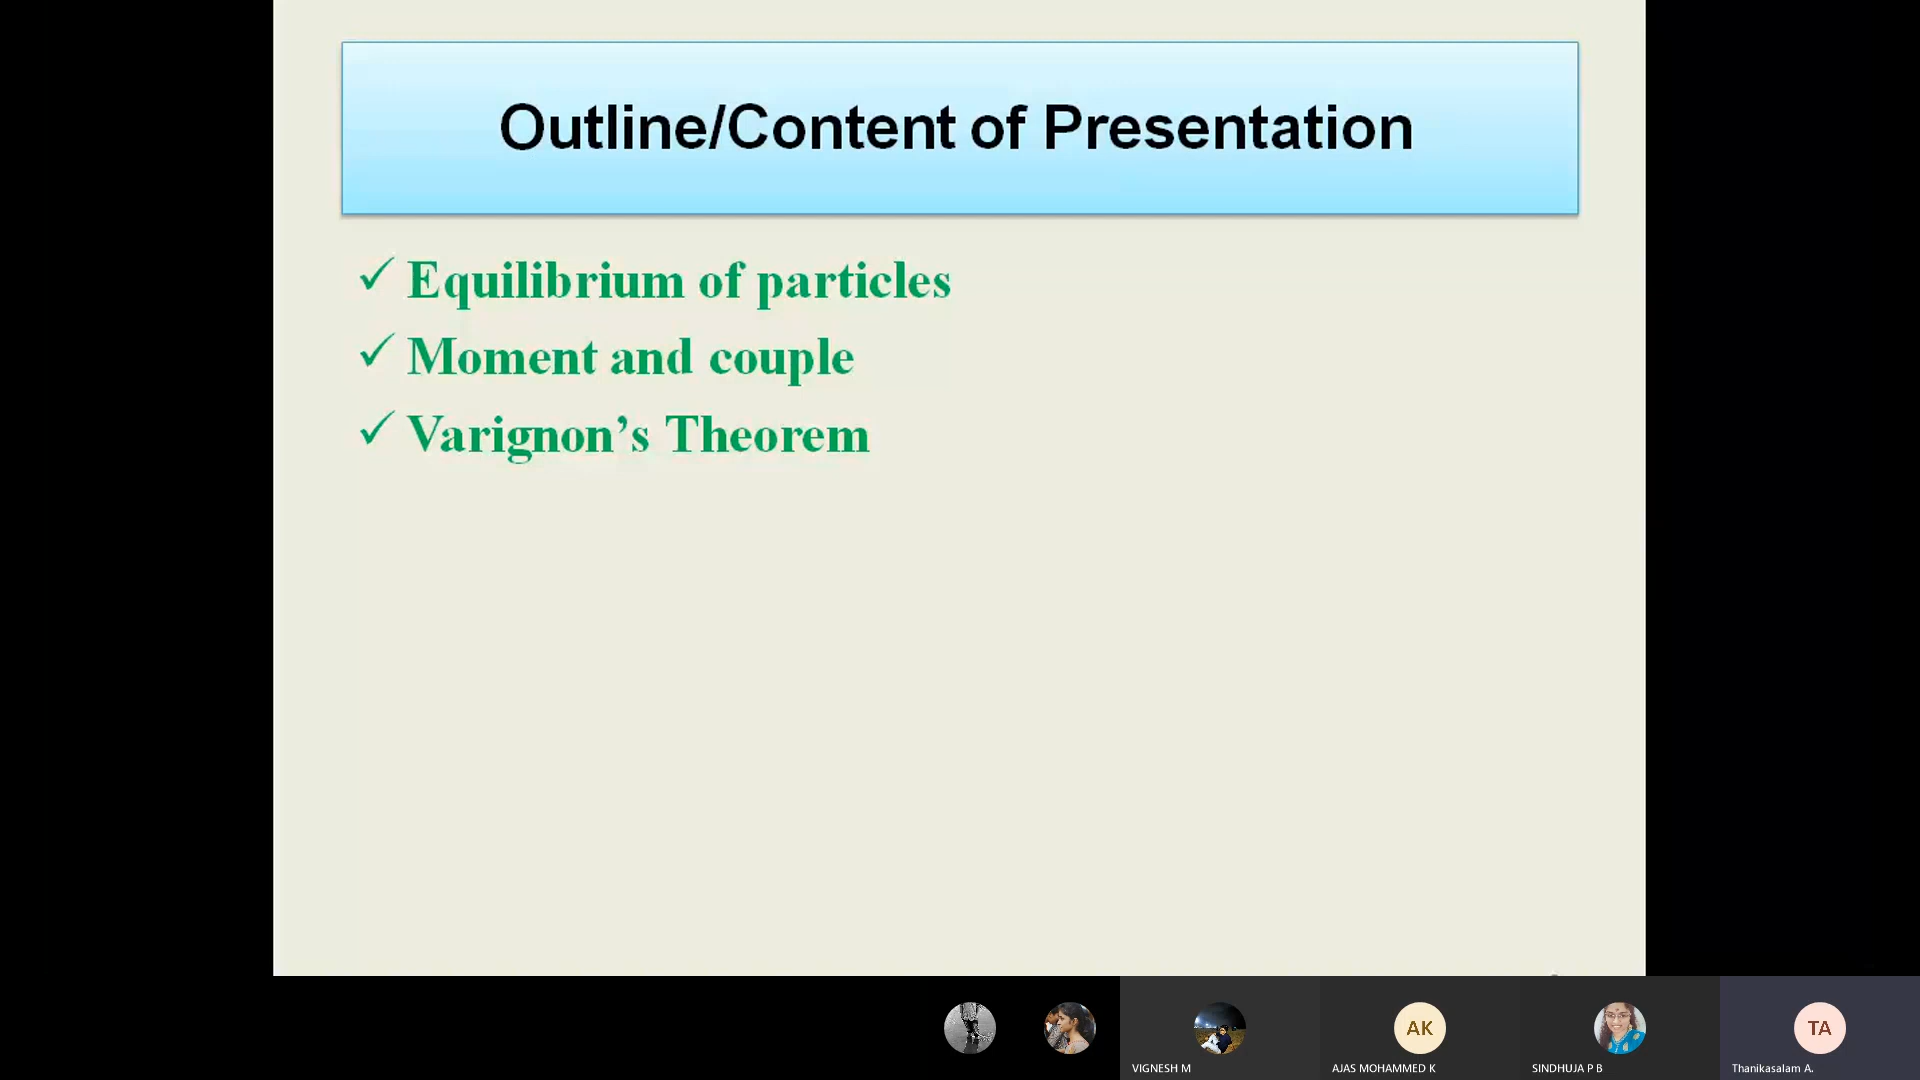 Outline/Content of Presentation
✓ Equilibrium of particles
✓ Moment and couple
✓ Varignon’s Theorem
AK
TA
VIGNESH M
AJAS MOHAMMED K
SINDHUJA P B
Thanikasalam A.